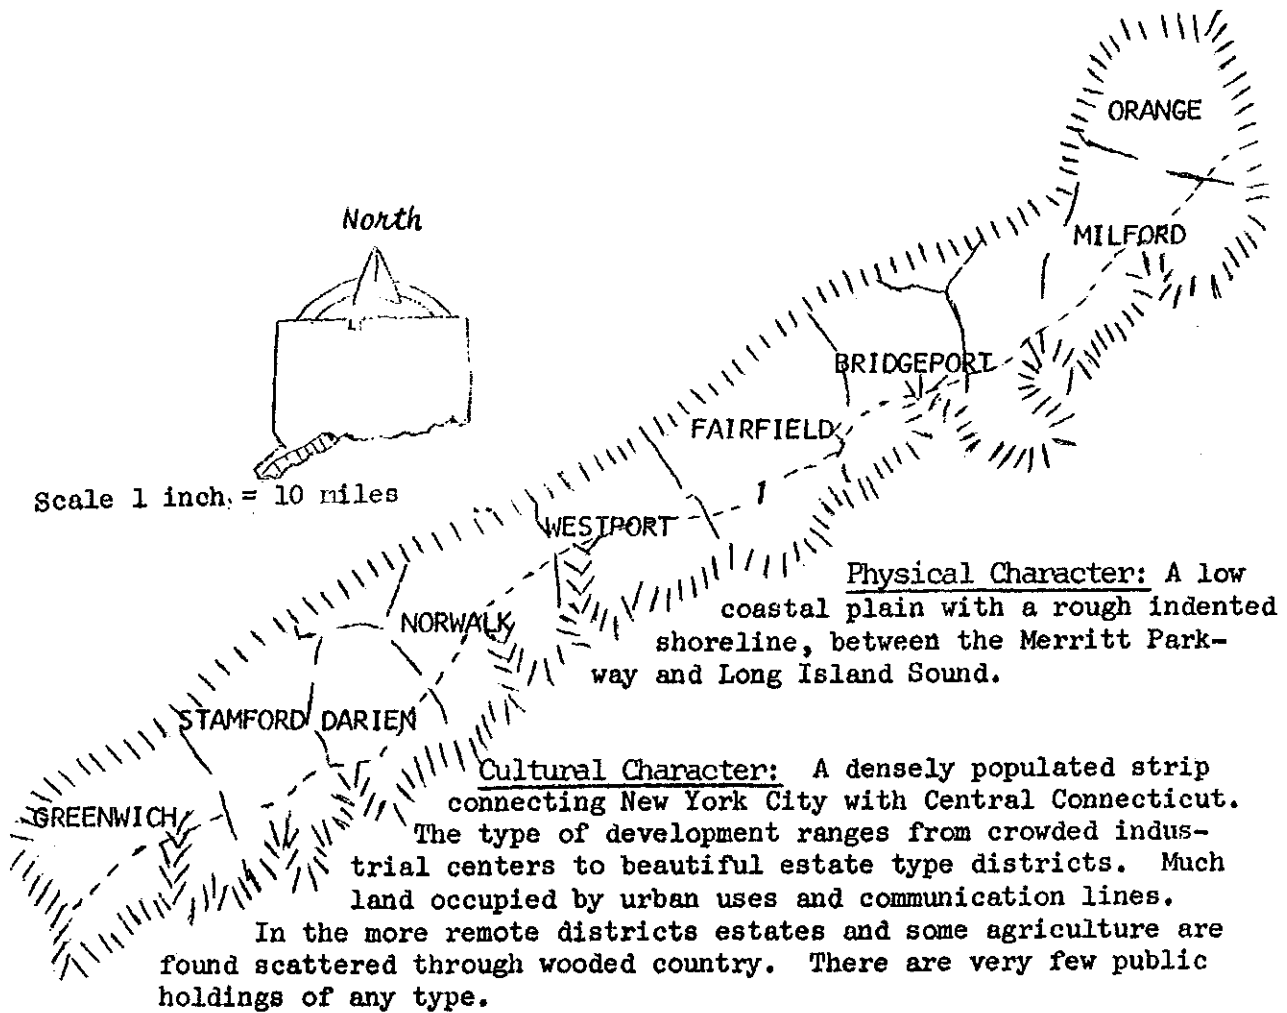 ORANGE
North
MILFORD
BRIDGEPORT
FAIRFIELD
Scale 1 inch = 10 miles
1
WESTPORT
Physical Character: A low
coastal plain with a rough indented
shoreline, between the Merritt Park-
way and Long Island Sound.
NORWALK
STAMFORD DARIEN
Cultural Character: A densely populated strip
connecting New York City with Central Connecticut.
GREENWICH
The type of development ranges from crowded indus-
trial centers to beautiful estate type districts. Much
land occupied by urban uses and communication lines.
In the more remote districts estates and some agriculture are
found scattered through wooded country. There are very few public
holdings of any type.